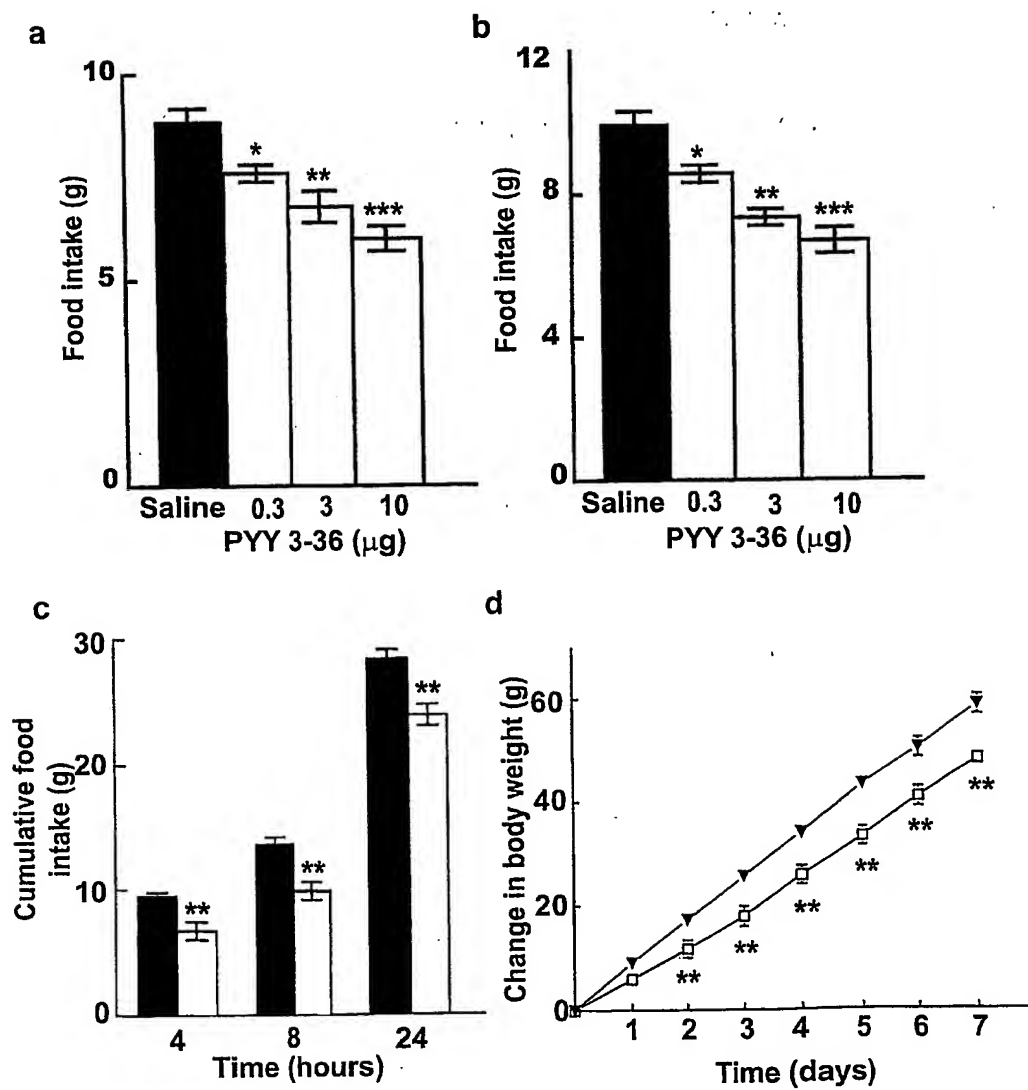 a
10
5
0
Food intake (g)
*
**
***
Saline 0.3 3 10
PYY 3-36 (μg)
b
12
8
4
0
Food intake (g)
*
**
***
Saline 0.3 3 10
PYY 3-36 (μg)
c
30
20
10
0
Cumulative food
intake (g)
**
**
**
4 8 24
Time (hours)
d
60
40
20
0
Change in body weight (g)
**
**
**
**
**
**
1 2 3 4 5 6 7
Time (days)